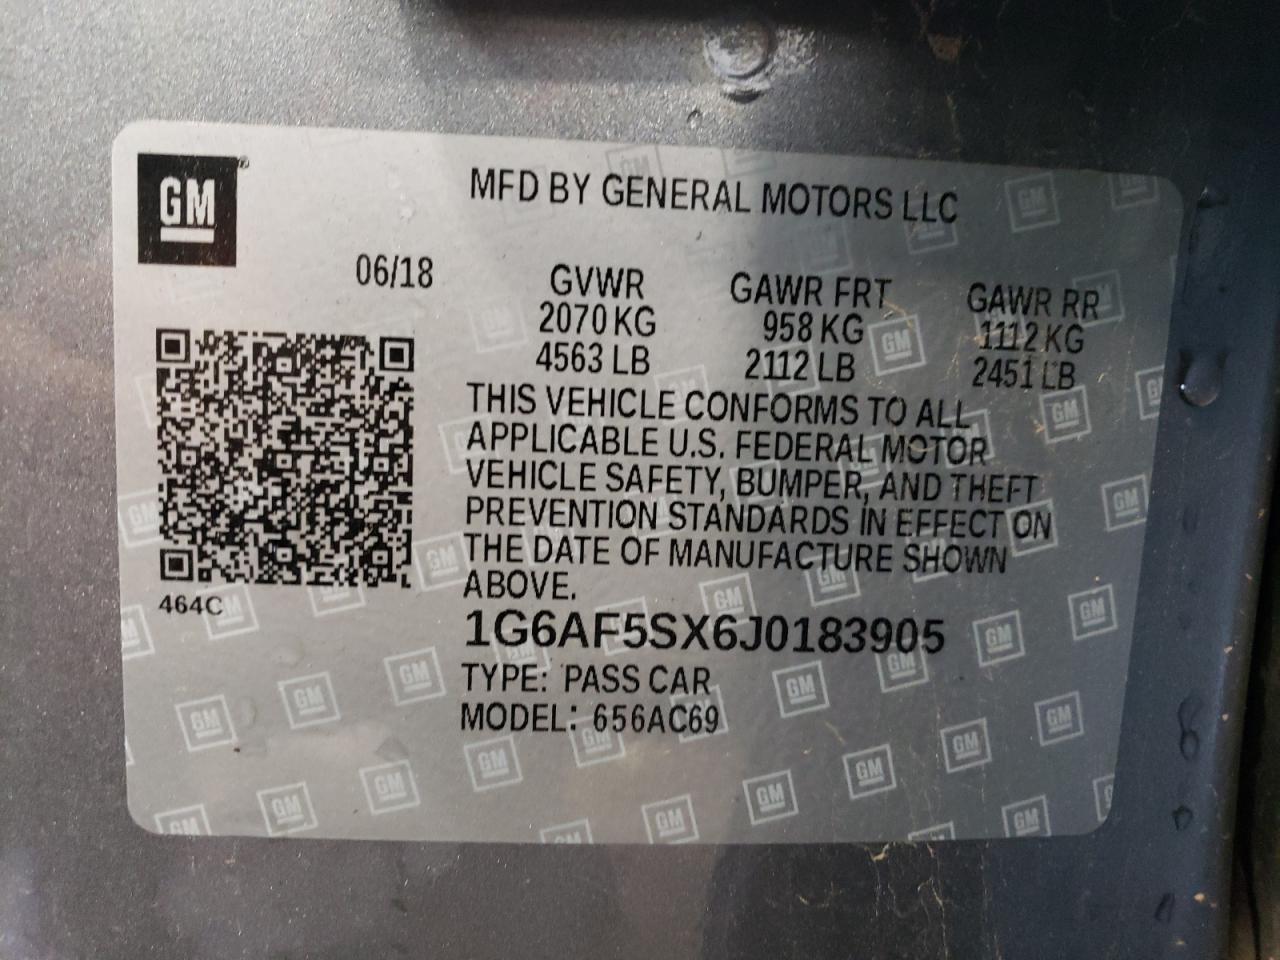 GM
MFD BY GENERAL MOTORS LLC
06/18
GVWR GAWR FRT GAWR RR
2070 KG 958 KG 1112 KG
4563 LB 2112 LB 2451 LB
THIS VEHICLE CONFORMS TO ALL
APPLICABLE U.S. FEDERAL MOTOR
VEHICLE SAFETY, BUMPER, AND THEFT
PREVENTION STANDARDS IN EFFECT ON
THE DATE OF MANUFACTURE SHOWN
ABOVE.
464C
1G6AF5SX6J0183905
TYPE: PASS CAR
MODEL: 656AC69